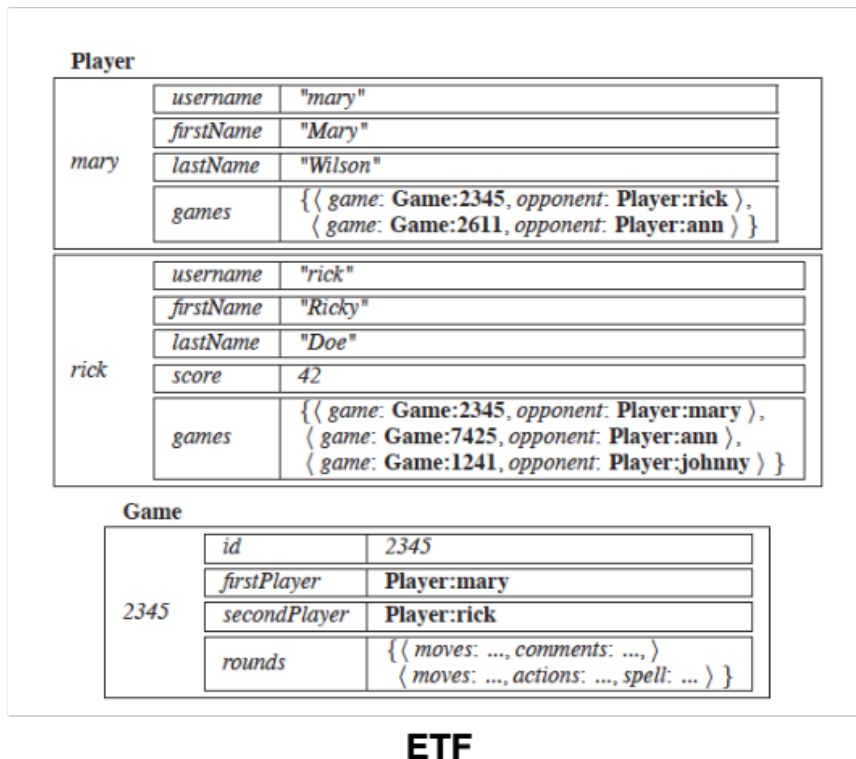 Player
mary
username "mary"
firstName "Mary"
lastName "Wilson"
games {⟨ game: Game:2345, opponent: Player:rick ⟩,
⟨ game: Game:2611, opponent: Player:ann ⟩ }
rick
username "rick"
firstName "Ricky"
lastName "Doe"
score 42
games {⟨ game: Game:2345, opponent: Player:mary ⟩,
⟨ game: Game:7425, opponent: Player:ann ⟩,
⟨ game: Game:1241, opponent: Player:johnny ⟩ }
Game
2345
id 2345
firstPlayer Player:mary
secondPlayer Player:rick
rounds {⟨ moves: ..., comments: ..., ⟩
⟨ moves: ..., actions: ..., spell: ... ⟩ }
ETF